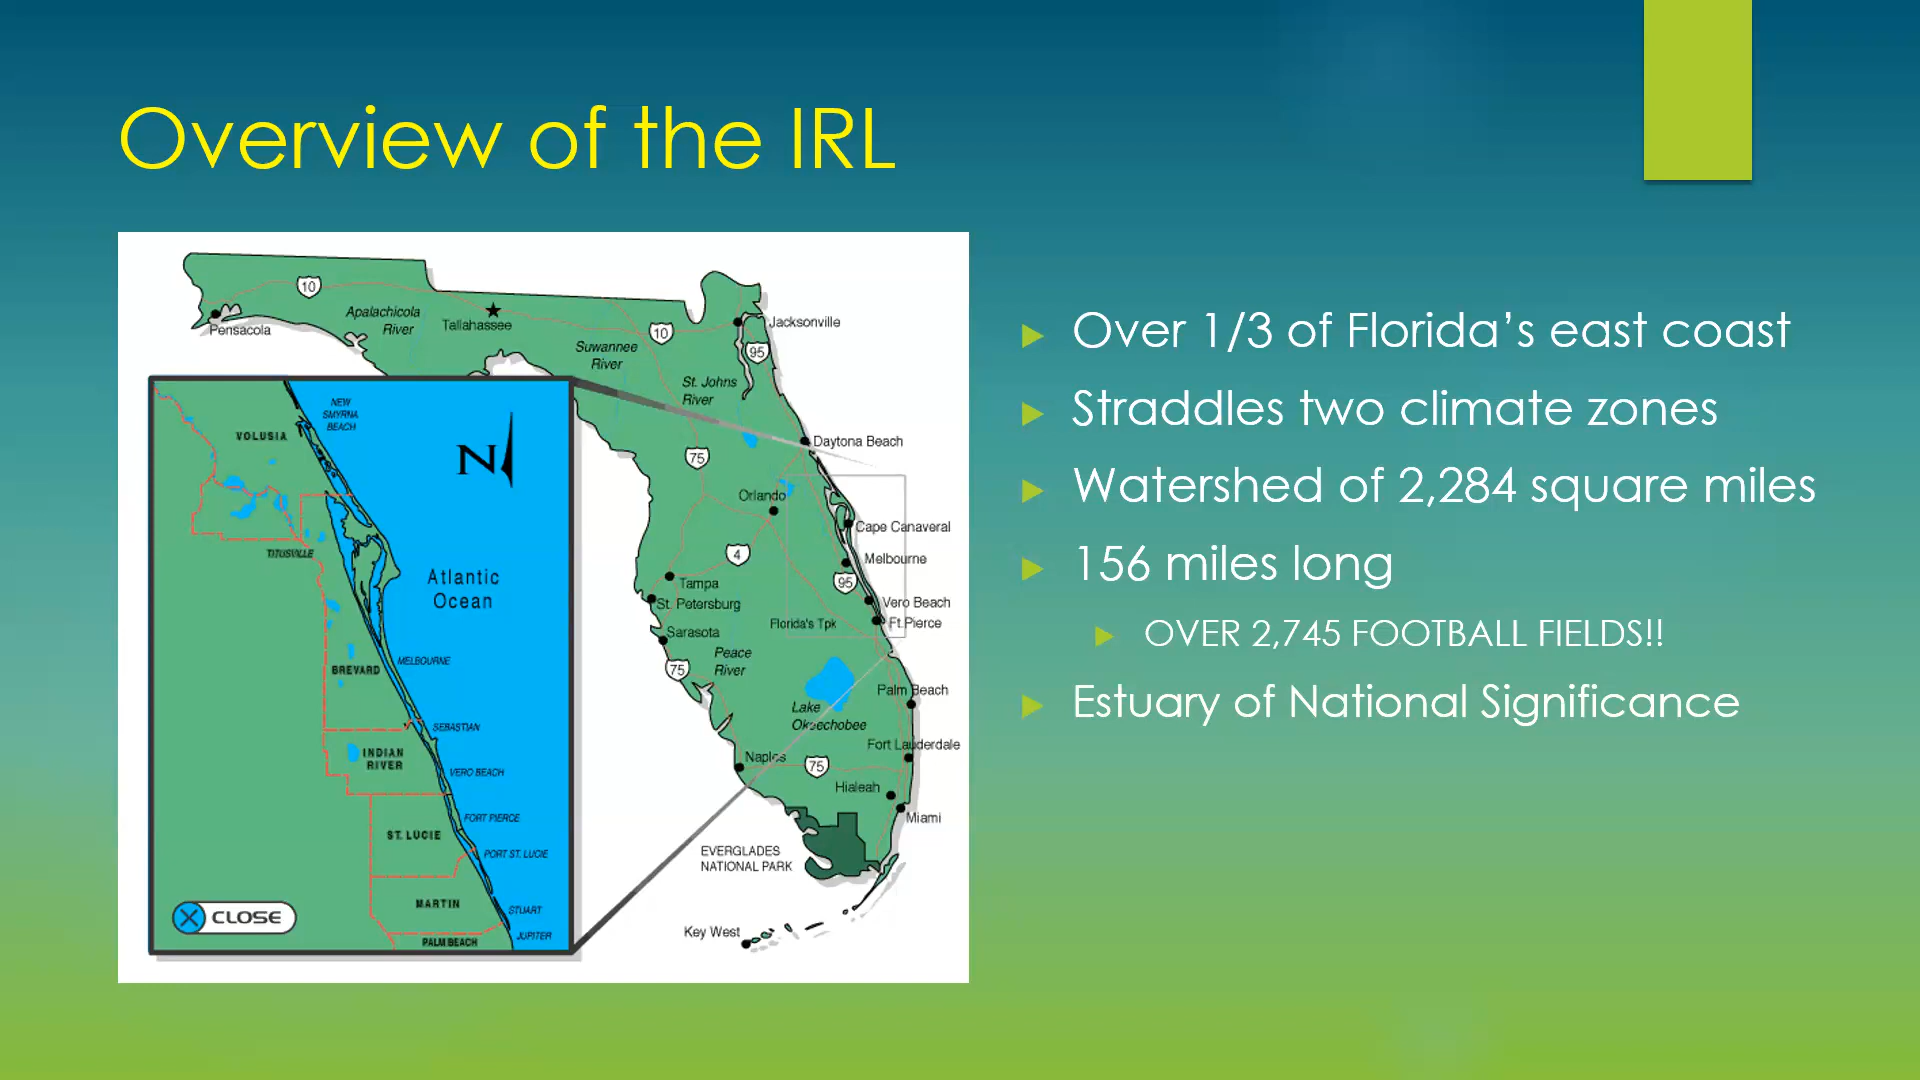 Overview of the IRL
10
Apalachicola
River
Tallahassee
Pensacola
10
Suwannee
River
Jacksonville
95
St. Johns
River
75
Daytona Beach
Orlando
Cape Canaveral
4
Melbourne
95
Tampa
St. Petersburg
Vero Beach
Florida's Tpk
Ft.Pierce
Sarasota
Peace
River
75
Palm Beach
Lake
Okeechobee
Fort Lauderdale
Naples
75
Hialeah
Miami
EVERGLADES
NATIONAL PARK
Key West
NEW
SMYRNA
BEACH
VOLUSIA
N
TITUSVILLE
Atlantic
Ocean
MELBOURNE
BREVARD
SEBASTIAN
INDIAN
RIVER
VERO BEACH
FORT PIERCE
ST. LUCIE
PORT ST. LUCIE
MARTIN
STUART
CLOSE
PALM BEACH
JUPITER
Over 1/3 of Florida’s east coast
Straddles two climate zones
Watershed of 2,284 square miles
156 miles long
OVER 2,745 FOOTBALL FIELDS!!
Estuary of National Significance